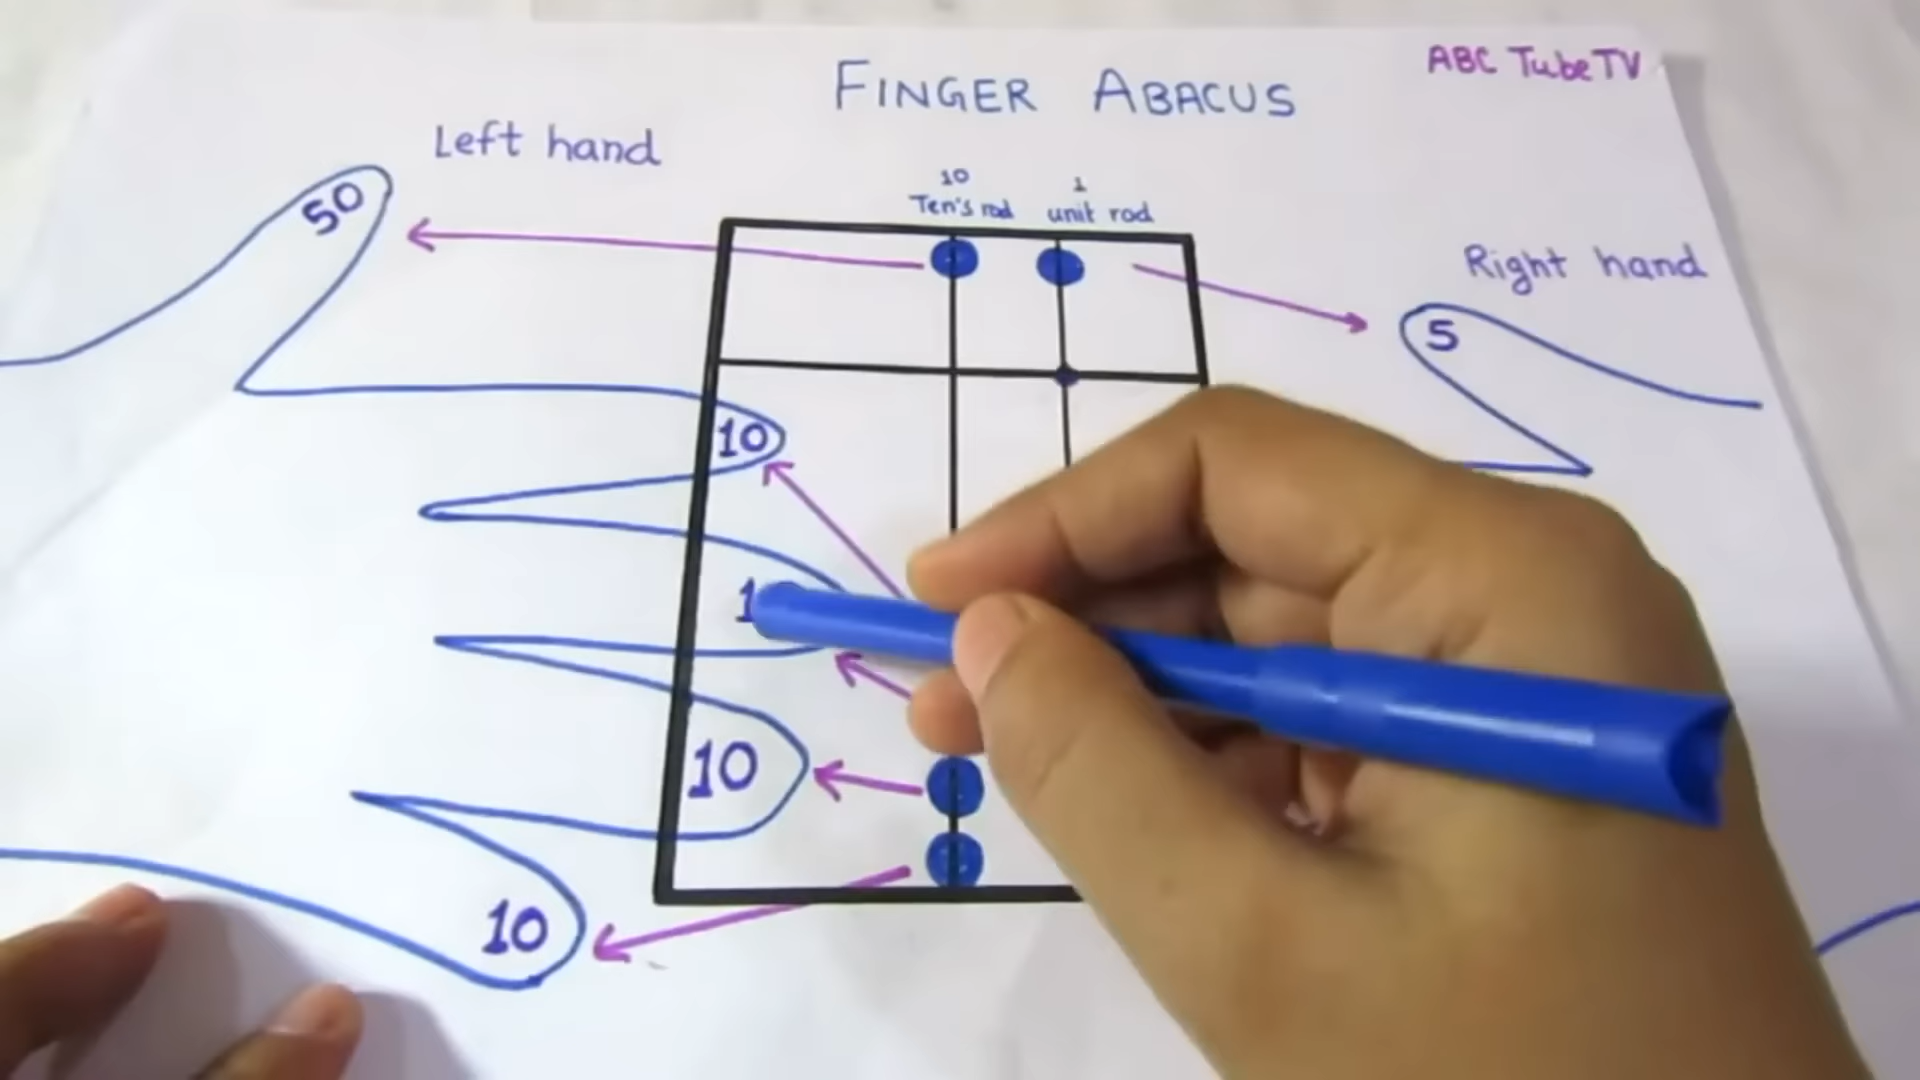 ABC TubeTV
FINGER ABACUS
Left hand
10
1
Ten's rod
unit rod
50
Right hand
5
10
10
10